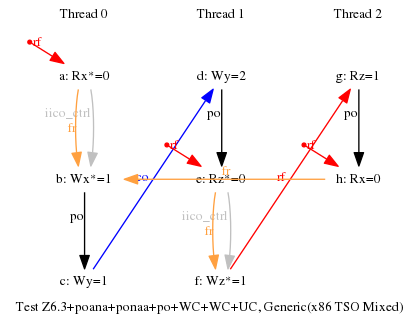 Thread 0 Thread 1 Thread 2
rf
a: Rx*=0 d: Wy=2 g: Rz=1
iico_ctrl po po
fr
rf rf
b: Wx*=1 co e: Rz*=0 fr rf h: Rx=0
po iico_ctrl
fr
c: Wy=1 f: Wz*=1
Test Z6.3+poana+ponaa+po+WC+WC+UC, Generic(x86 TSO Mixed)